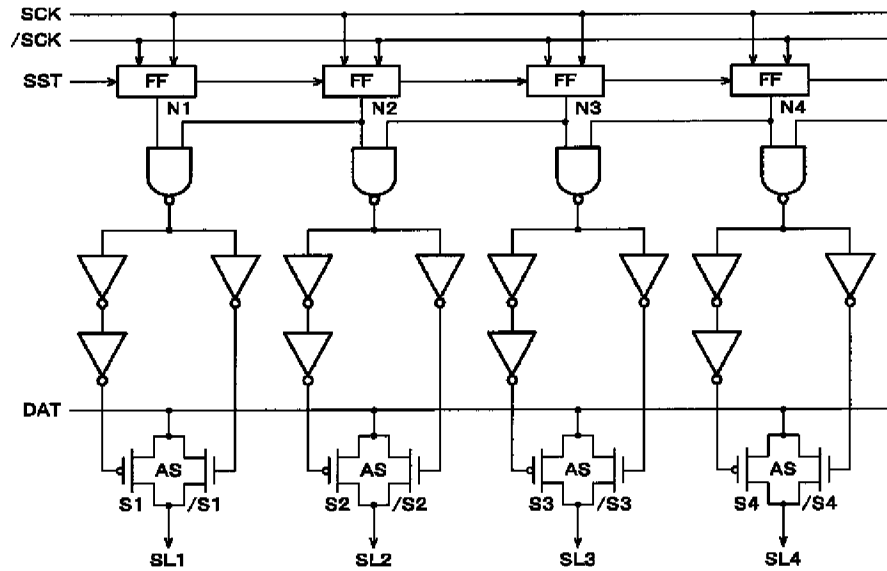 SCK
/SCK
SST FF FF FF FF
N1 N2 N3 N4
DAT
AS AS AS AS
S1 /S1 S2 /S2 S3 /S3 S4 /S4
SL1 SL2 SL3 SL4